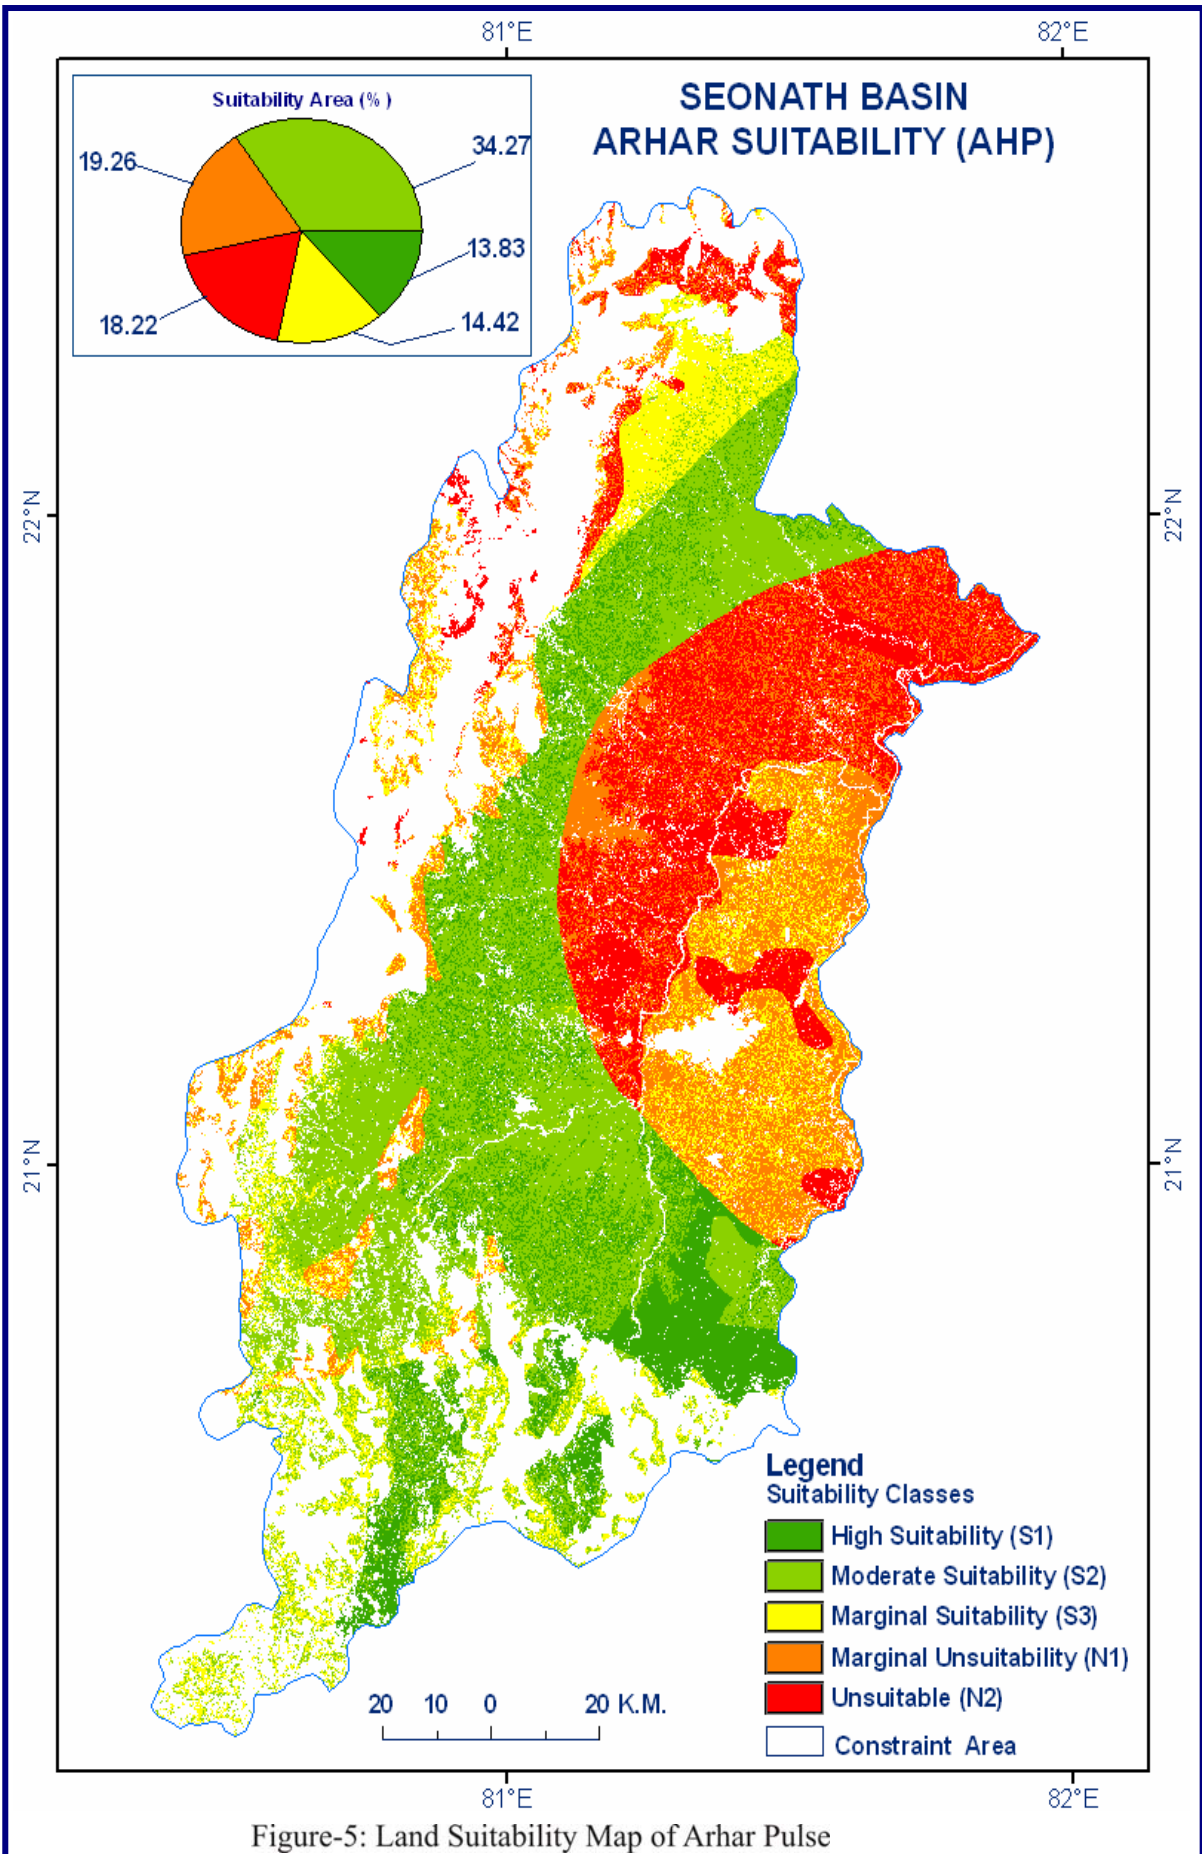 81°E
82°E
Suitability Area (%)
34.27
19.26
13.83
18.22
14.42
SEONATH BASIN
ARHAR SUITABILITY (AHP)
22°N
22°N
21°N
21°N
Legend
Suitability Classes
High Suitability (S1)
Moderate Suitability (S2)
Marginal Suitability (S3)
Marginal Unsuitability (N1)
Unsuitable (N2)
Constraint Area
20 10 0 20 K.M.
81°E
82°E
Figure-5: Land Suitability Map of Arhar Pulse